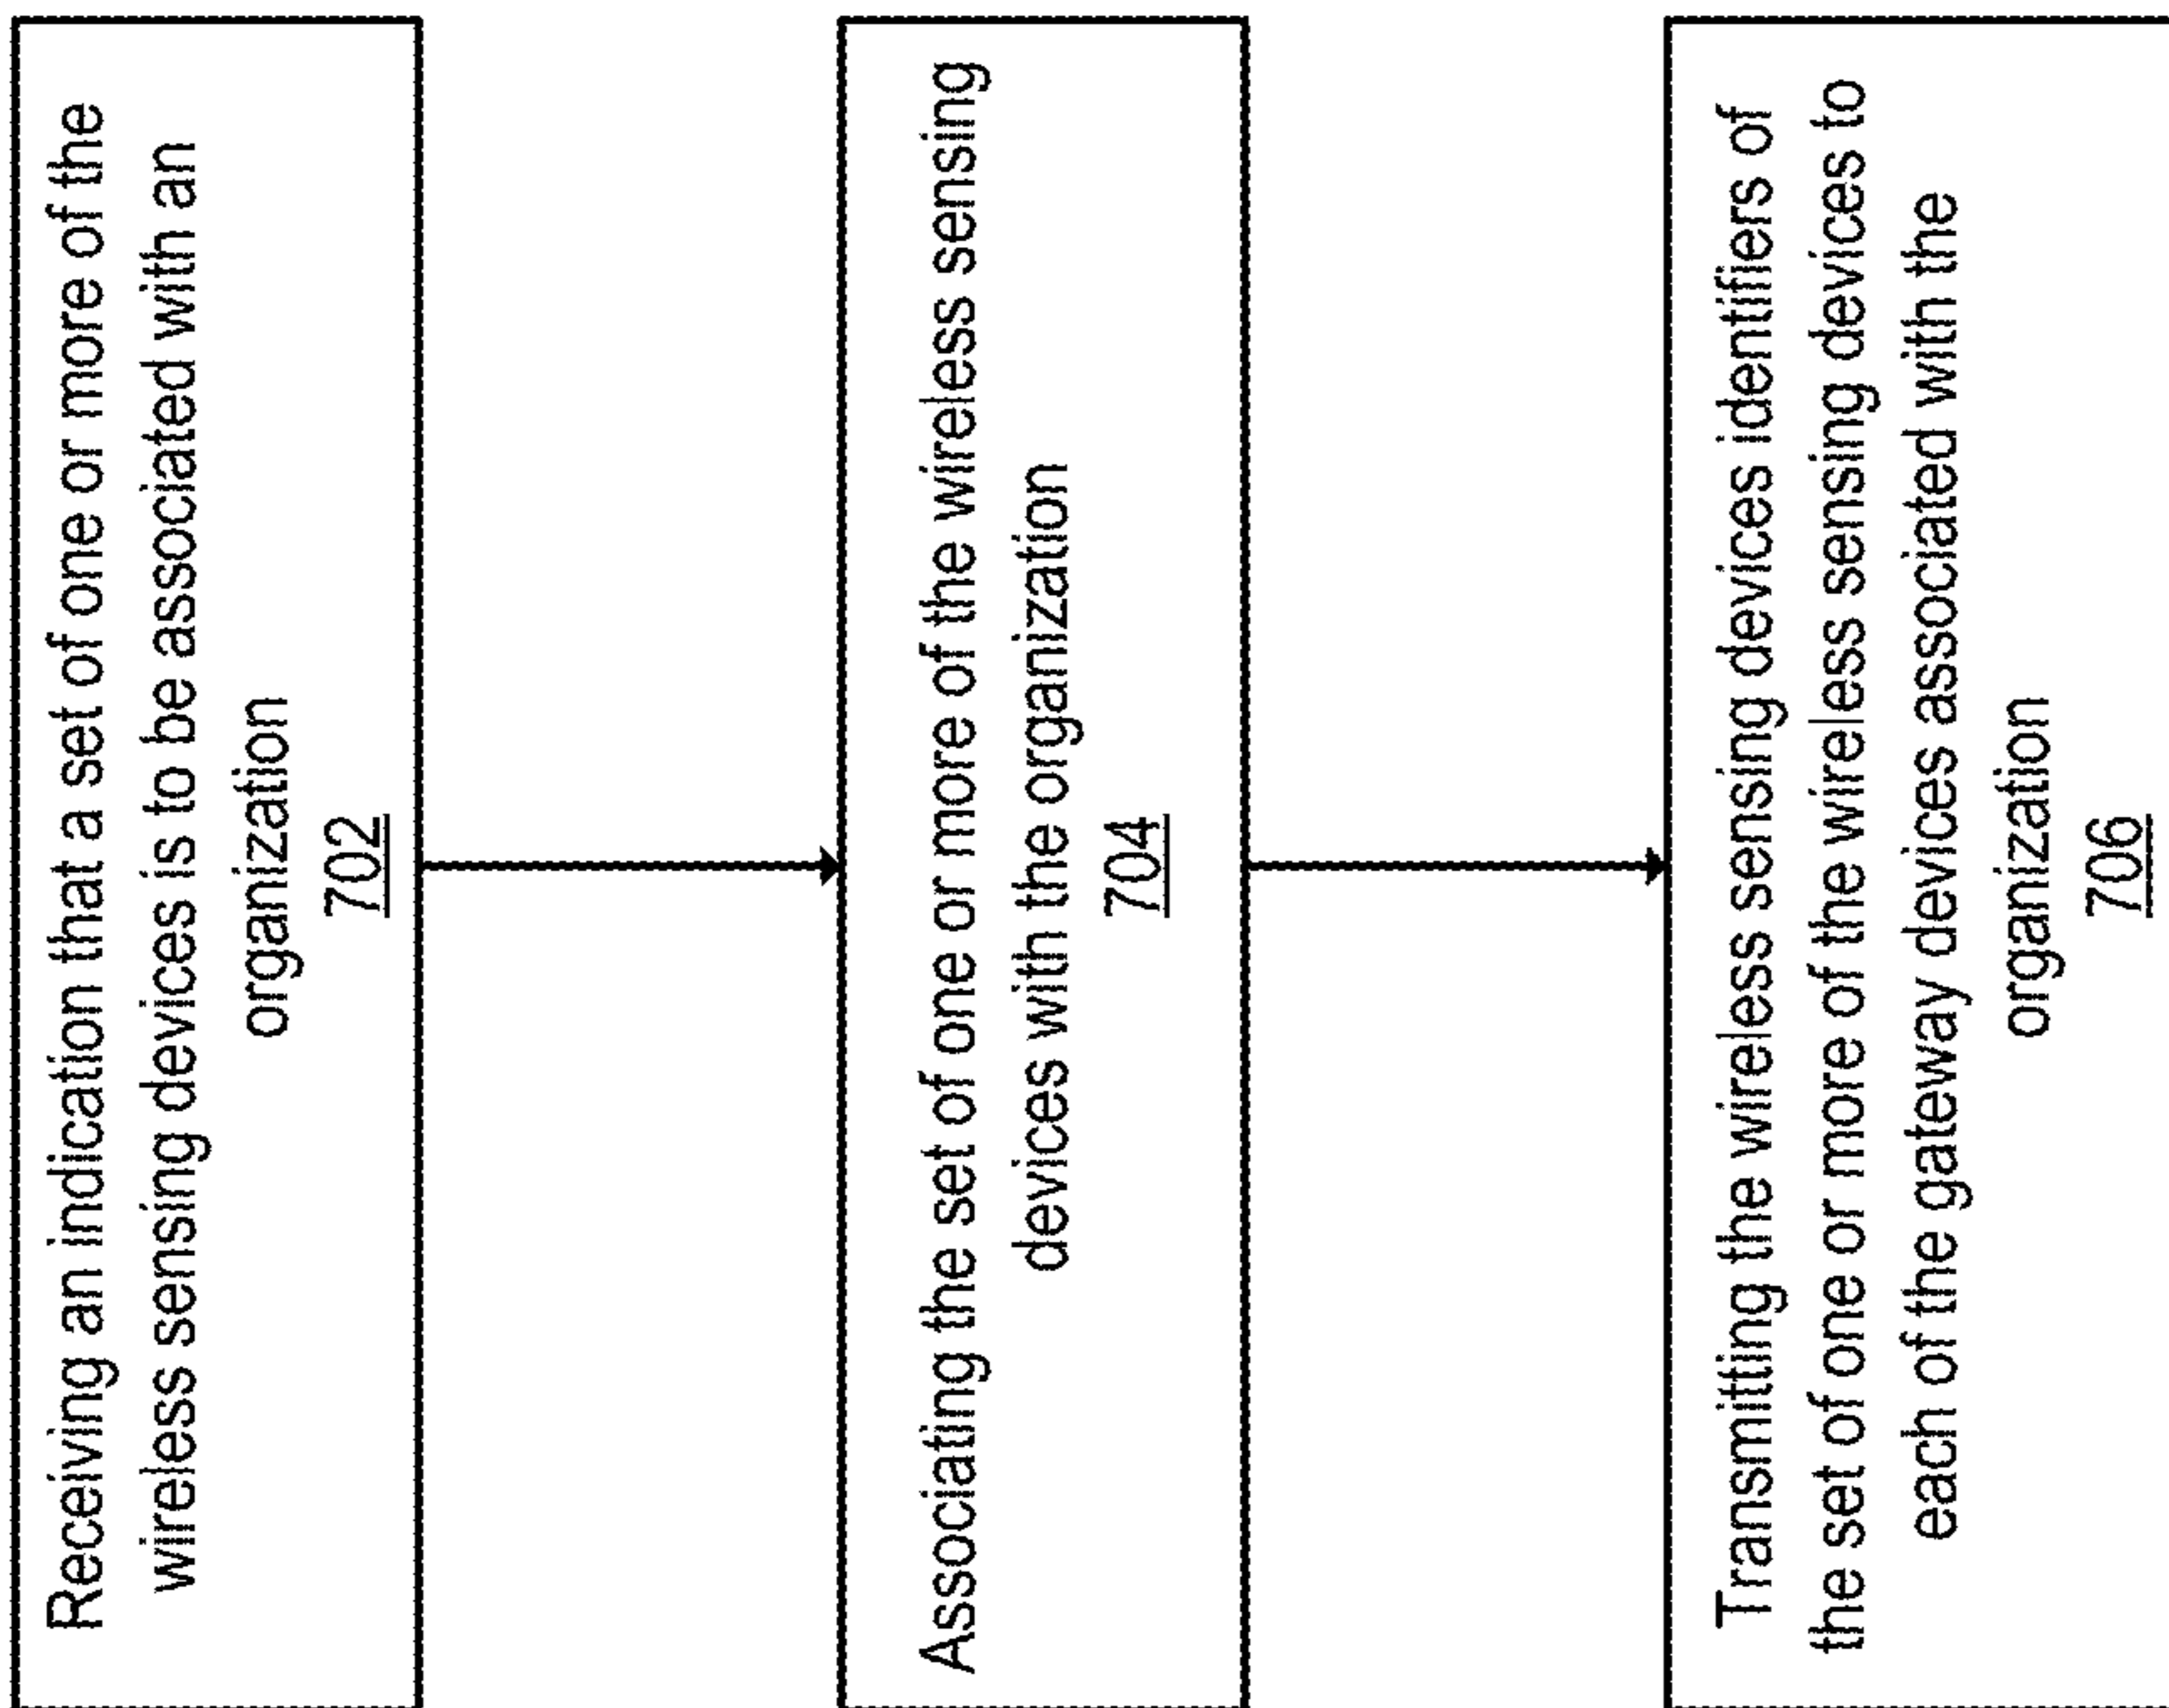 Receiving an indication that a set of one or more of the
wireless sensing devices is to be associated with an
organization
702
Associating the set of one or more of the wireless sensing
devices with the organization
704
Transmitting the wireless sensing devices identifiers of
the set of one or more of the wireless sensing devices to
each of the gateway devices associated with the
organization
706